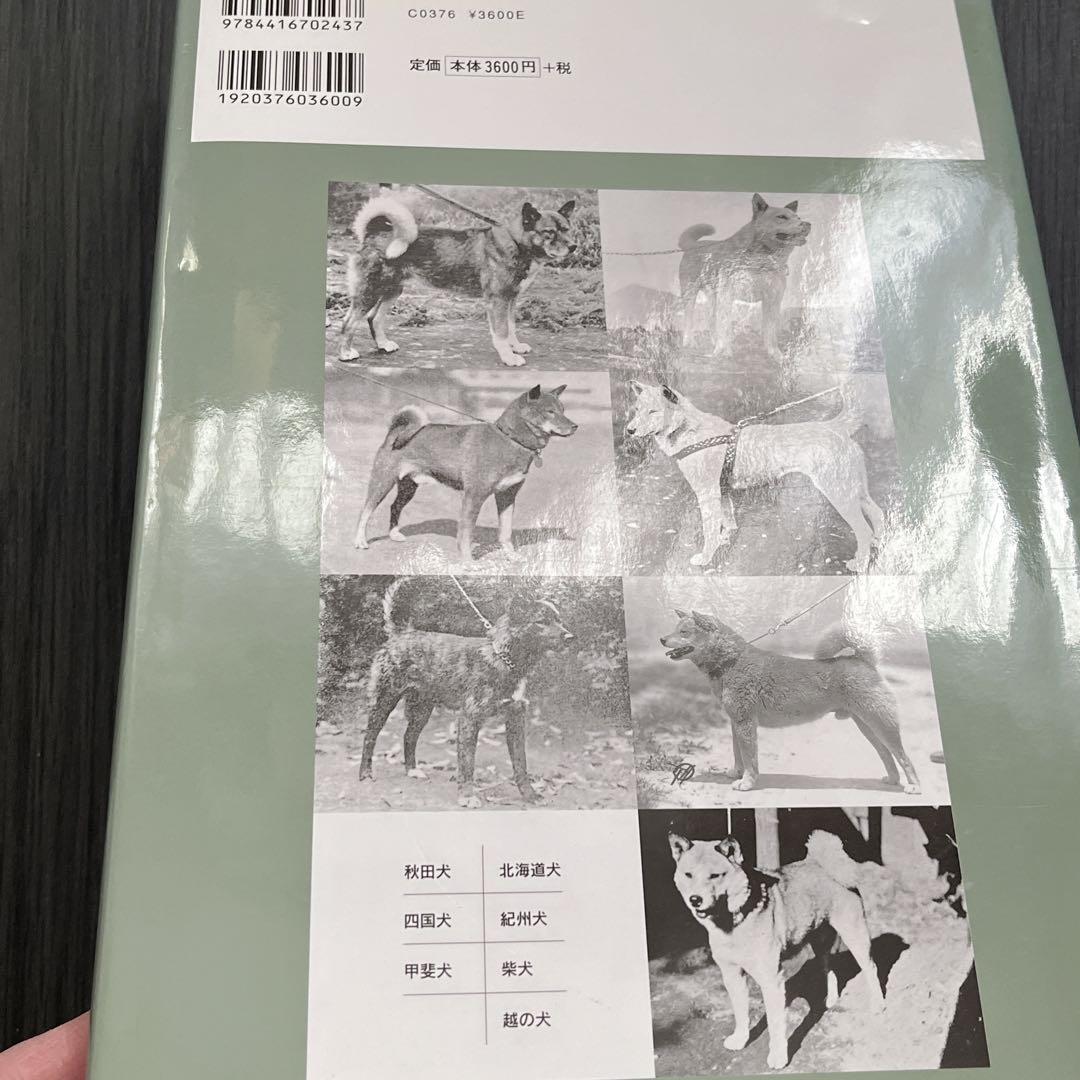 9784416702437
C0376 ¥3600E
1920376036009
定価 本体3600円 +税
秋田犬 北海道犬
四国犬 紀州犬
甲斐犬 柴犬
越の犬